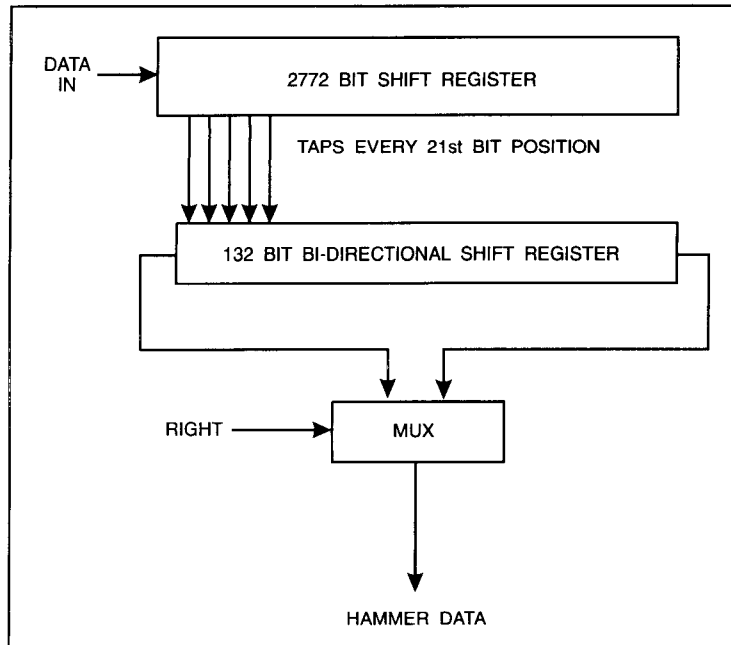 DATA
IN
2772 BIT SHIFT REGISTER
TAPS EVERY 21st BIT POSITION
132 BIT BI-DIRECTIONAL SHIFT REGISTER
RIGHT
MUX
HAMMER DATA